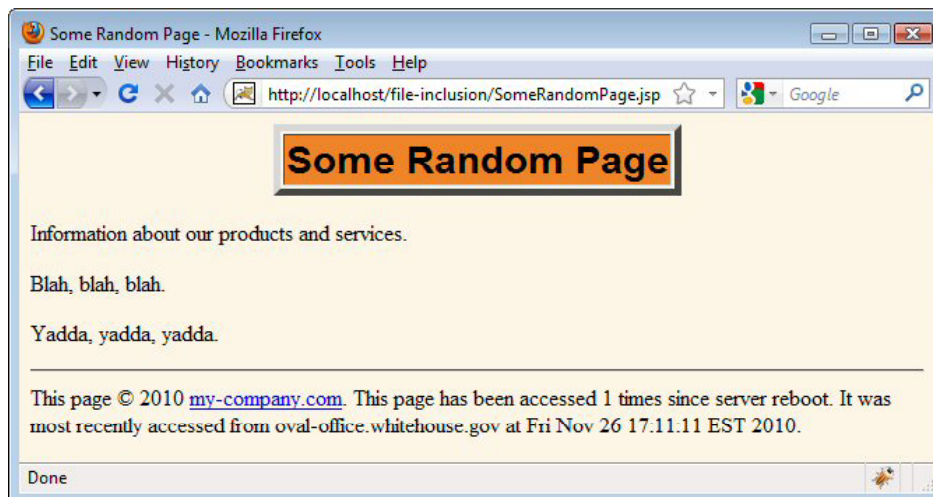 Some Random Page - Mozilla Firefox
File Edit View History Bookmarks Tools Help
http://localhost/file-inclusion/SomeRandomPage.jsp Google
Some Random Page
Information about our products and services.
Blah, blah, blah.
Yadda, yadda, yadda.
This page © 2010 my-company.com. This page has been accessed 1 times since server reboot. It was
most recently accessed from oval-office.whitehouse.gov at Fri Nov 26 17:11:11 EST 2010.
Done